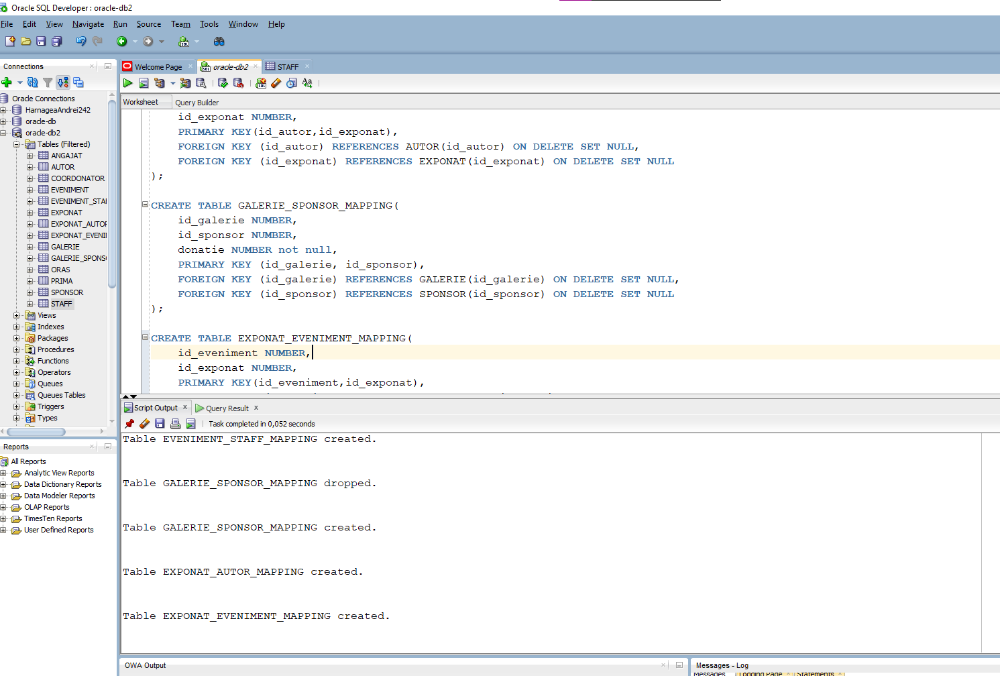 Oracle SQL Developer : oracle-db2
File Edit View Navigate Run Source Team Tools Window Help
Connections
Oracle Connections
HarnageaAndrei242
oracle-db
oracle-db2
Tables (Filtered)
ANGAJAT
AUTOR
COORDONATOR
EVENIMENT
EVENIMENT_STA
EXPONAT
EXPONAT_AUTOR
EXPONAT_EVENI
GALERIE
GALERIE_SPONS
ORAS
PRIMA
SPONSOR
STAFF
Views
Indexes
Packages
Procedures
Functions
Operators
Queues
Queues Tables
Triggers
Types
Reports
All Reports
Analytic View Reports
Data Dictionary Reports
Data Modeler Reports
OLAP Reports
TimesTen Reports
User Defined Reports
Welcome Page oracle-db2 STAFF
Worksheet Query Builder
id_exponat NUMBER,
PRIMARY KEY(id_autor,id_exponat),
FOREIGN KEY (id_autor) REFERENCES AUTOR(id_autor) ON DELETE SET NULL,
FOREIGN KEY (id_exponat) REFERENCES EXPONAT(id_exponat) ON DELETE SET NULL
);
CREATE TABLE GALERIE_SPONSOR_MAPPING(
id_galerie NUMBER,
id_sponsor NUMBER,
donatie NUMBER not null,
PRIMARY KEY (id_galerie, id_sponsor),
FOREIGN KEY (id_galerie) REFERENCES GALERIE(id_galerie) ON DELETE SET NULL,
FOREIGN KEY (id_sponsor) REFERENCES SPONSOR(id_sponsor) ON DELETE SET NULL
);
CREATE TABLE EXPONAT_EVENIMENT_MAPPING(
id_eveniment NUMBER,
id_exponat NUMBER,
PRIMARY KEY(id_eveniment,id_exponat),
Script Output x Query Result x
Task completed in 0,052 seconds
Table EVENIMENT_STAFF_MAPPING created.
Table GALERIE_SPONSOR_MAPPING dropped.
Table GALERIE_SPONSOR_MAPPING created.
Table EXPONAT_AUTOR_MAPPING created.
Table EXPONAT_EVENIMENT_MAPPING created.
OWA Output
Messages - Log
Messages Logging Page Statements